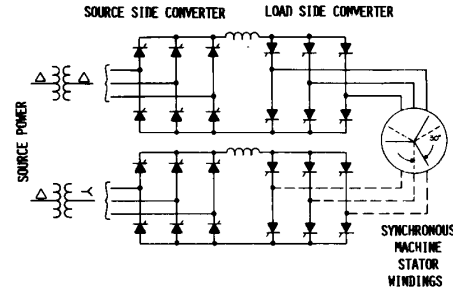 SOURCE SIDE CONVERTER
LOAD SIDE CONVERTER
SOURCE POWER
30°
SYNCHRONOUS
MACHINE
STATOR
WINDINGS